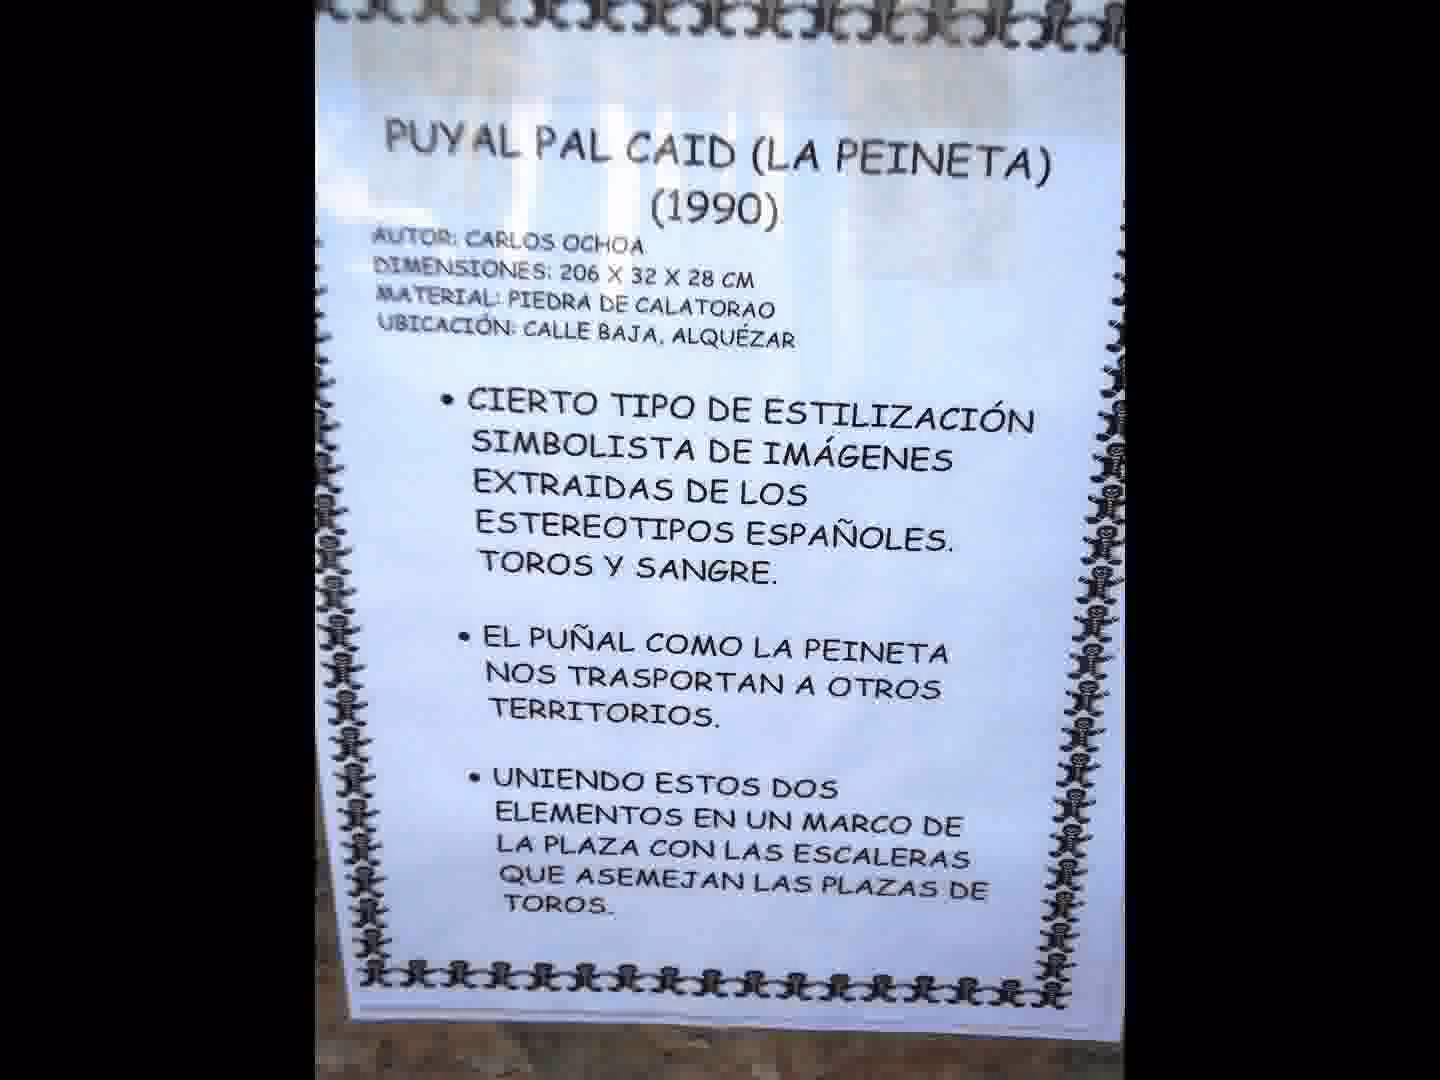 PUYAL PAL CAID (LA PEINETA)
(1990)
AUTOR: CARLOS OCHOA
DIMENSIONES: 206 X 32 X 28 CM
MATERIAL: PIEDRA DE CALATORAO
UBICACIÓN: CALLE BAJA, ALQUÉZAR
• CIERTO TIPO DE ESTILIZACIÓN
SIMBOLISTA DE IMÁGENES
EXTRAIDAS DE LOS
ESTEREOTIPOS ESPAÑOLES.
TOROS Y SANGRE.
• EL PUÑAL COMO LA PEINETA
NOS TRASPORTAN A OTROS
TERRITORIOS.
• UNIENDO ESTOS DOS
ELEMENTOS EN UN MARCO DE
LA PLAZA CON LAS ESCALERAS
QUE ASEMEJAN LAS PLAZAS DE
TOROS.